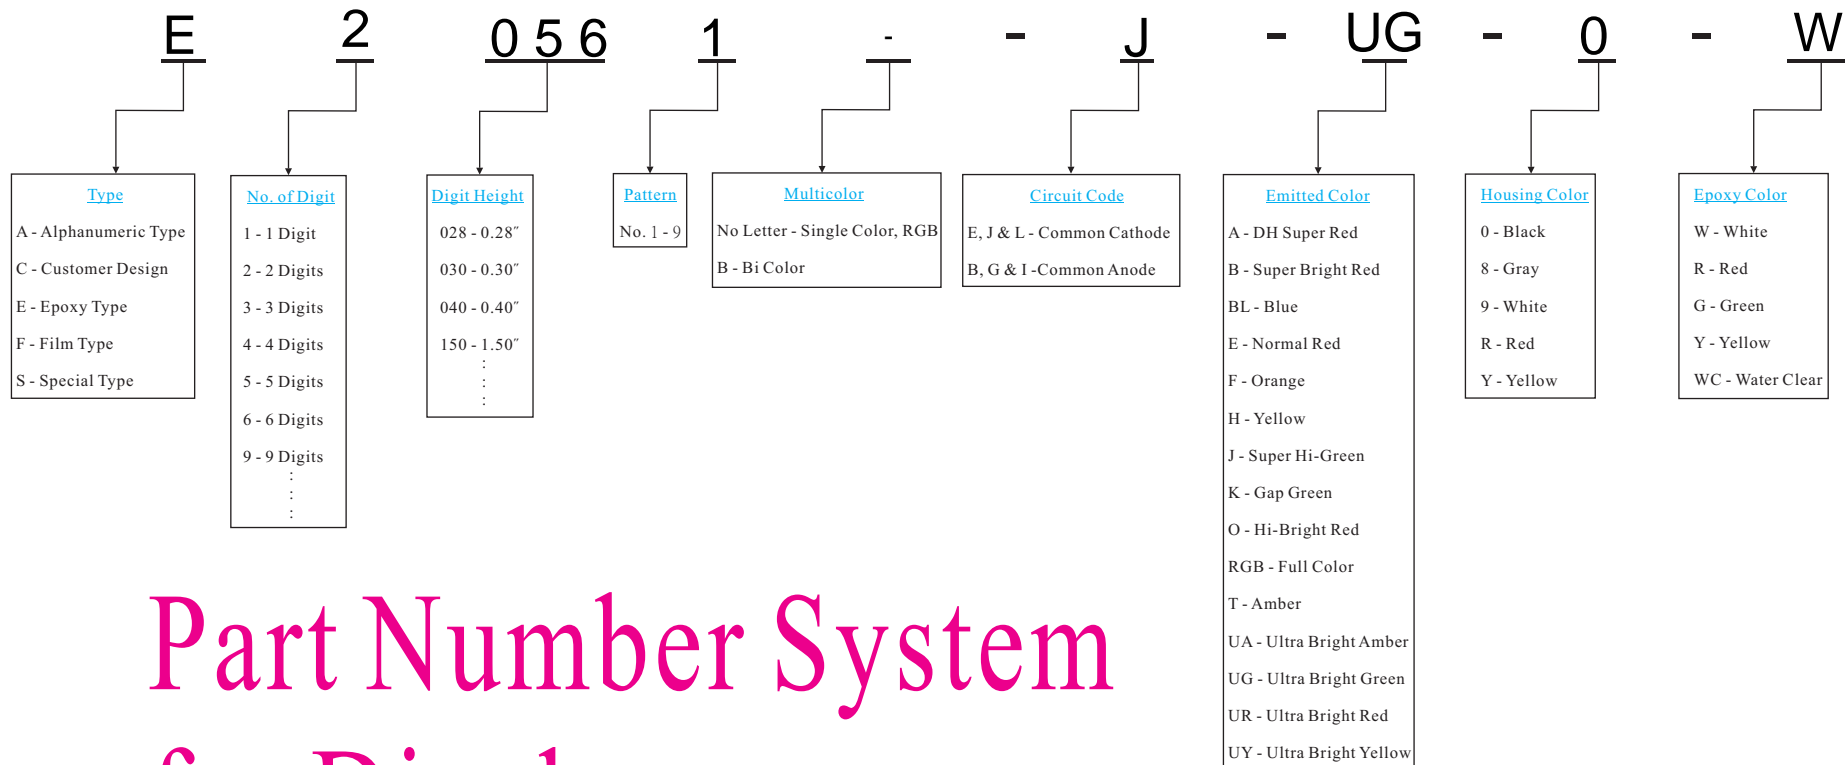 E 2 056 1 - - J - UG - 0 - W
Type
A - Alphanumeric Type
C - Customer Design
E - Epoxy Type
F - Film Type
S - Special Type
No. of Digit
1 - 1 Digit
2 - 2 Digits
3 - 3 Digits
4 - 4 Digits
5 - 5 Digits
6 - 6 Digits
9 - 9 Digits
:
:
:
Digit Height
028 - 0.28″
030 - 0.30″
040 - 0.40″
150 - 1.50″
:
:
:
Pattern
No. 1 - 9
Multicolor
No Letter - Single Color, RGB
B - Bi Color
Circuit Code
E, J & L - Common Cathode
B, G & I -Common Anode
Emitted Color
A - DH Super Red
B - Super Bright Red
BL - Blue
E - Normal Red
F - Orange
H - Yellow
J - Super Hi-Green
K - Gap Green
O - Hi-Bright Red
RGB - Full Color
T - Amber
UA - Ultra Bright Amber
UG - Ultra Bright Green
UR - Ultra Bright Red
UY - Ultra Bright Yellow
Housing Color
0 - Black
8 - Gray
9 - White
R - Red
Y - Yellow
Epoxy Color
W - White
R - Red
G - Green
Y - Yellow
WC - Water Clear
Part Number System